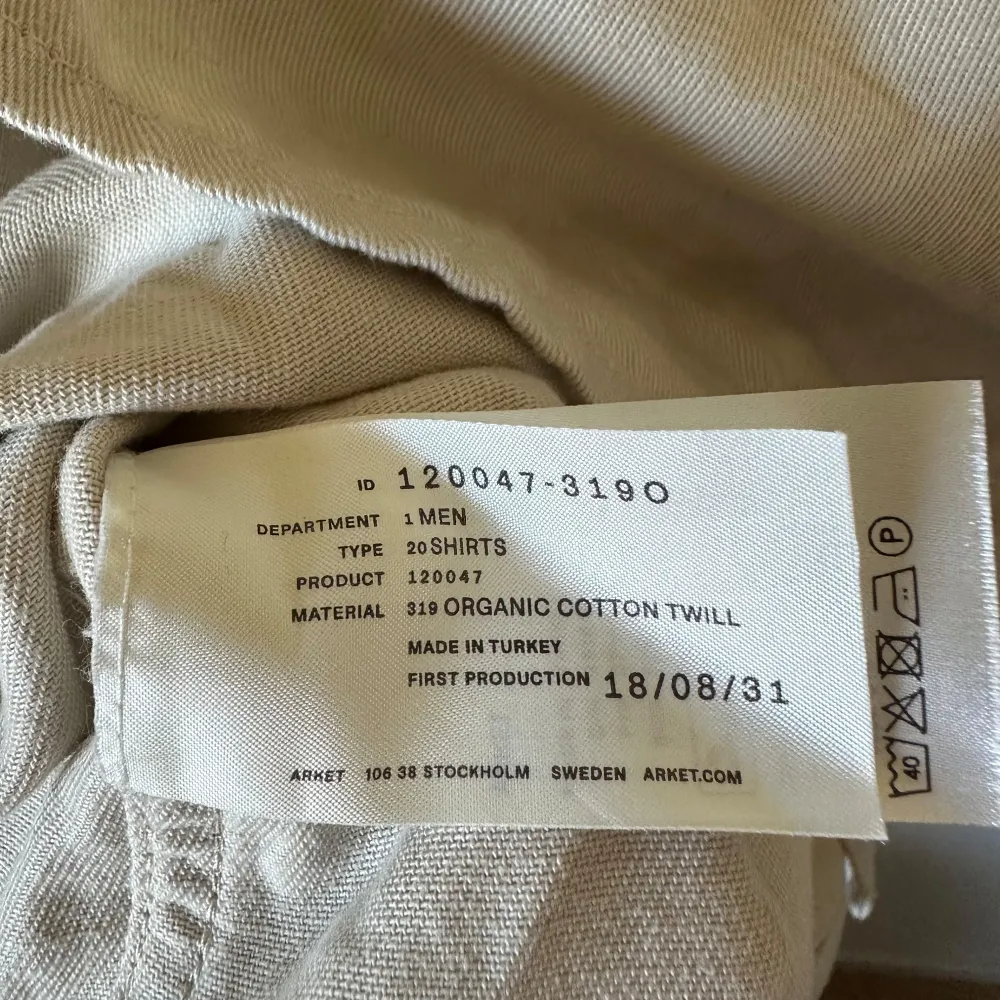 ID 120047-319O
DEPARTMENT 1 MEN
TYPE 20 SHIRTS
PRODUCT 120047
MATERIAL 319 ORGANIC COTTON TWILL
MADE IN TURKEY
FIRST PRODUCTION 18/08/31
ARKET 106 38 STOCKHOLM SWEDEN ARKET.COM
40
P